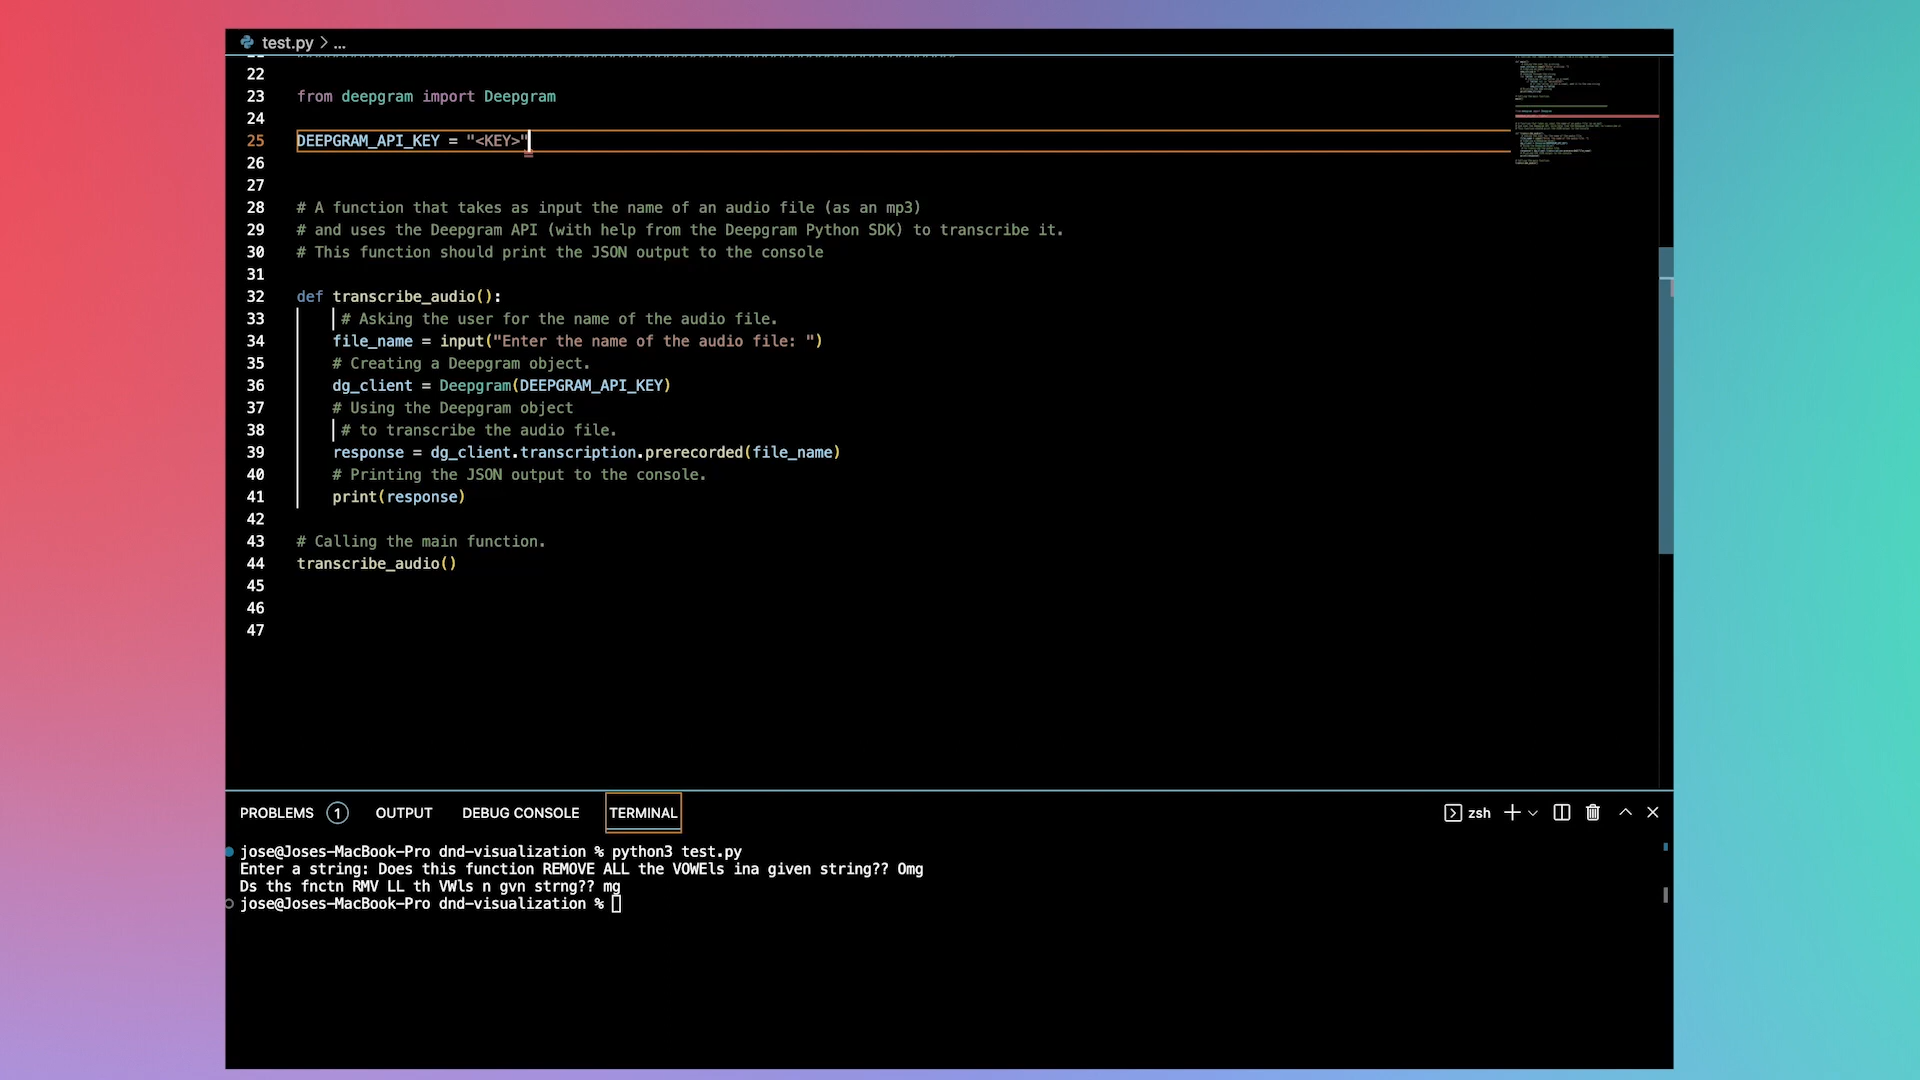 test.py > ...
22
23 from deepgram import Deepgram
24
25 DEEPGRAM_API_KEY = "<KEY>"
26
27
28 # A function that takes as input the name of an audio file (as an mp3)
29 # and uses the Deepgram API (with help from the Deepgram Python SDK) to transcribe it.
30 # This function should print the JSON output to the console
31
32 def transcribe_audio():
33 # Asking the user for the name of the audio file.
34 file_name = input("Enter the name of the audio file: ")
35 # Creating a Deepgram object.
36 dg_client = Deepgram(DEEPGRAM_API_KEY)
37 # Using the Deepgram object
38 # to transcribe the audio file.
39 response = dg_client.transcription.prerecorded(file_name)
40 # Printing the JSON output to the console.
41 print(response)
42
43 # Calling the main function.
44 transcribe_audio()
45
46
47
PROBLEMS 1 OUTPUT DEBUG CONSOLE TERMINAL zsh
jose@Joses-MacBook-Pro dnd-visualization % python3 test.py
Enter a string: Does this function REMOVE ALL the VOWEls ina given string?? Omg
Ds ths fnctn RMV LL th VWls n gvn strng?? mg
jose@Joses-MacBook-Pro dnd-visualization %